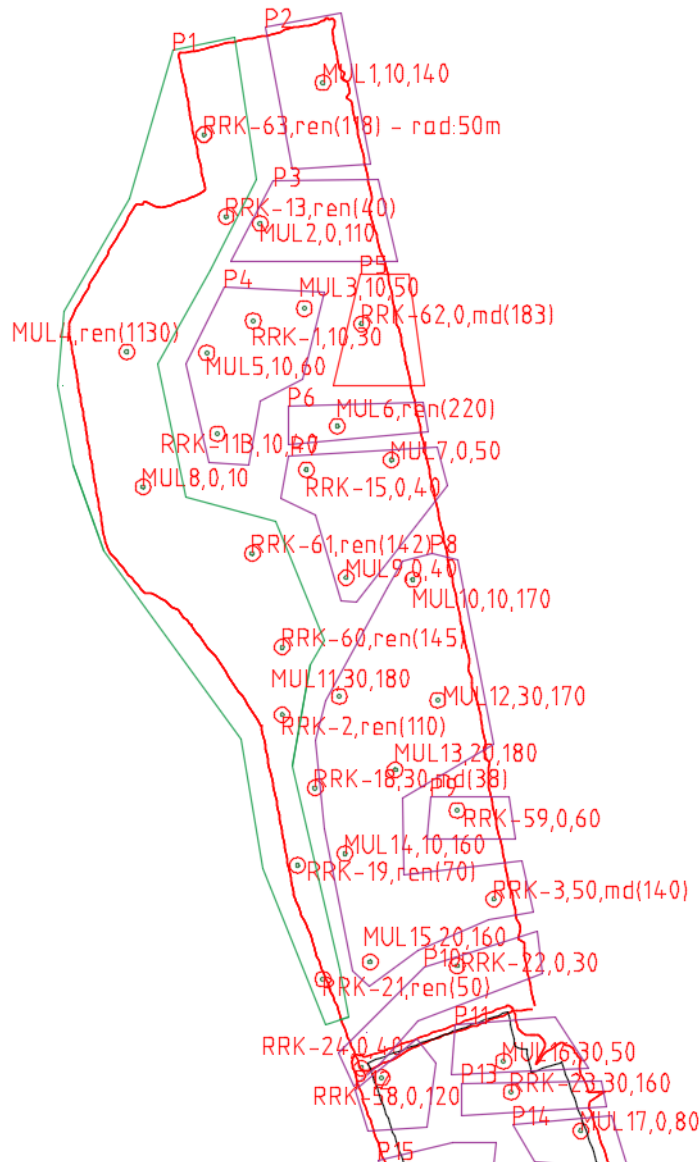 P2
P1
MUL1,10,140
RRK-63,ren(118) - rad:50m
P3
RRK-13,ren(40)
MUL2,0,110
P5
P4
MUL3,10,50
RRK-62,0,md(183)
MUL4,ren(1130)
RRK-1,10,30
MUL5,10,60
P6
MUL6,ren(220)
RRK-11B,10,40
MUL7,0,50
RRK-15,0,40
MUL8,0,10
RRK-61,ren(142)
P8
MUL9,0,40
MUL10,10,170
RRK-60,ren(145)
MUL11,30,180
MUL12,30,170
RRK-2,ren(110)
MUL13,20,180
RRK-18,30,md(38)
RRK-59,0,60
MUL14,10,160
RRK-19,ren(70)
RRK-3,50,md(140)
MUL15,20,160
P10
RRK-22,0,30
RRK-21,ren(50)
P11
RRK-24,0,40
MUL16,30,50
P13
RRK-23,30,160
RRK-58,0,120
P14
MUL17,0,80
P15